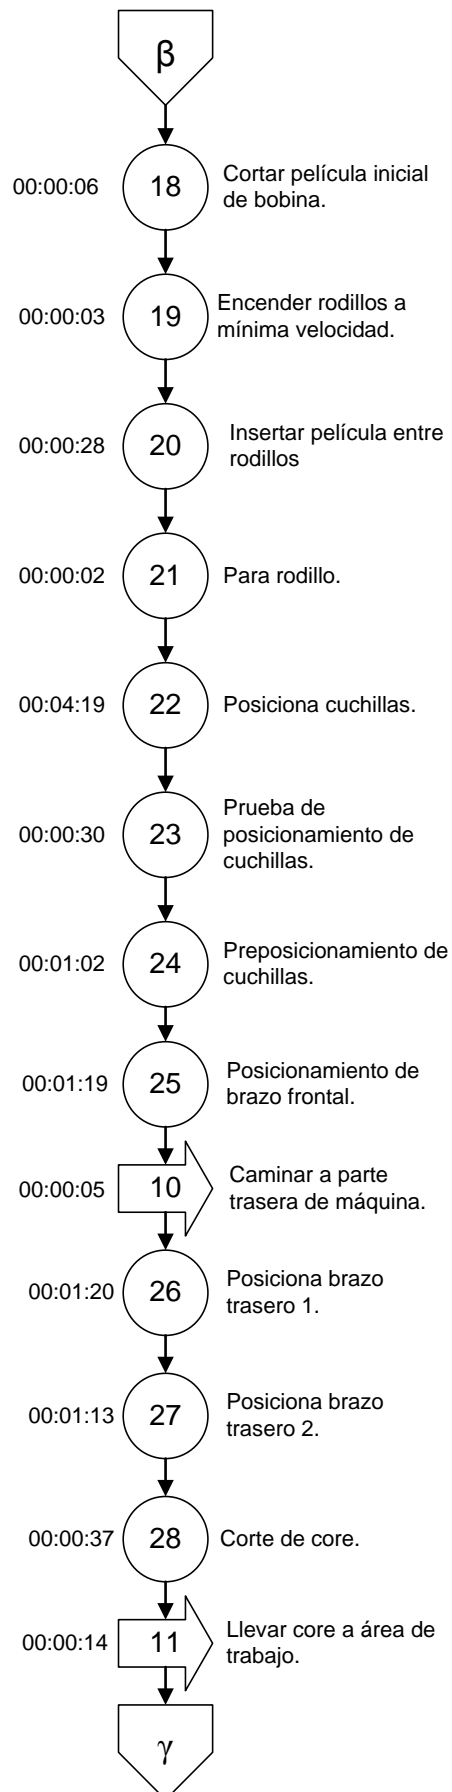 β
00:00:06
18
Cortar película inicial
de bobina.
00:00:03
19
Encender rodillos a
mínima velocidad.
00:00:28
20
Insertar película entre
rodillos
00:00:02
21
Para rodillo.
00:04:19
22
Posiciona cuchillas.
00:00:30
23
Prueba de
posicionamiento de
cuchillas.
00:01:02
24
Preposicionamiento de
cuchillas.
00:01:19
25
Posicionamiento de
brazo frontal.
00:00:05
10
Caminar a parte
trasera de máquina.
00:01:20
26
Posiciona brazo
trasero 1.
00:01:13
27
Posiciona brazo
trasero 2.
00:00:37
28
Corte de core.
00:00:14
11
Llevar core a área de
trabajo.
γ